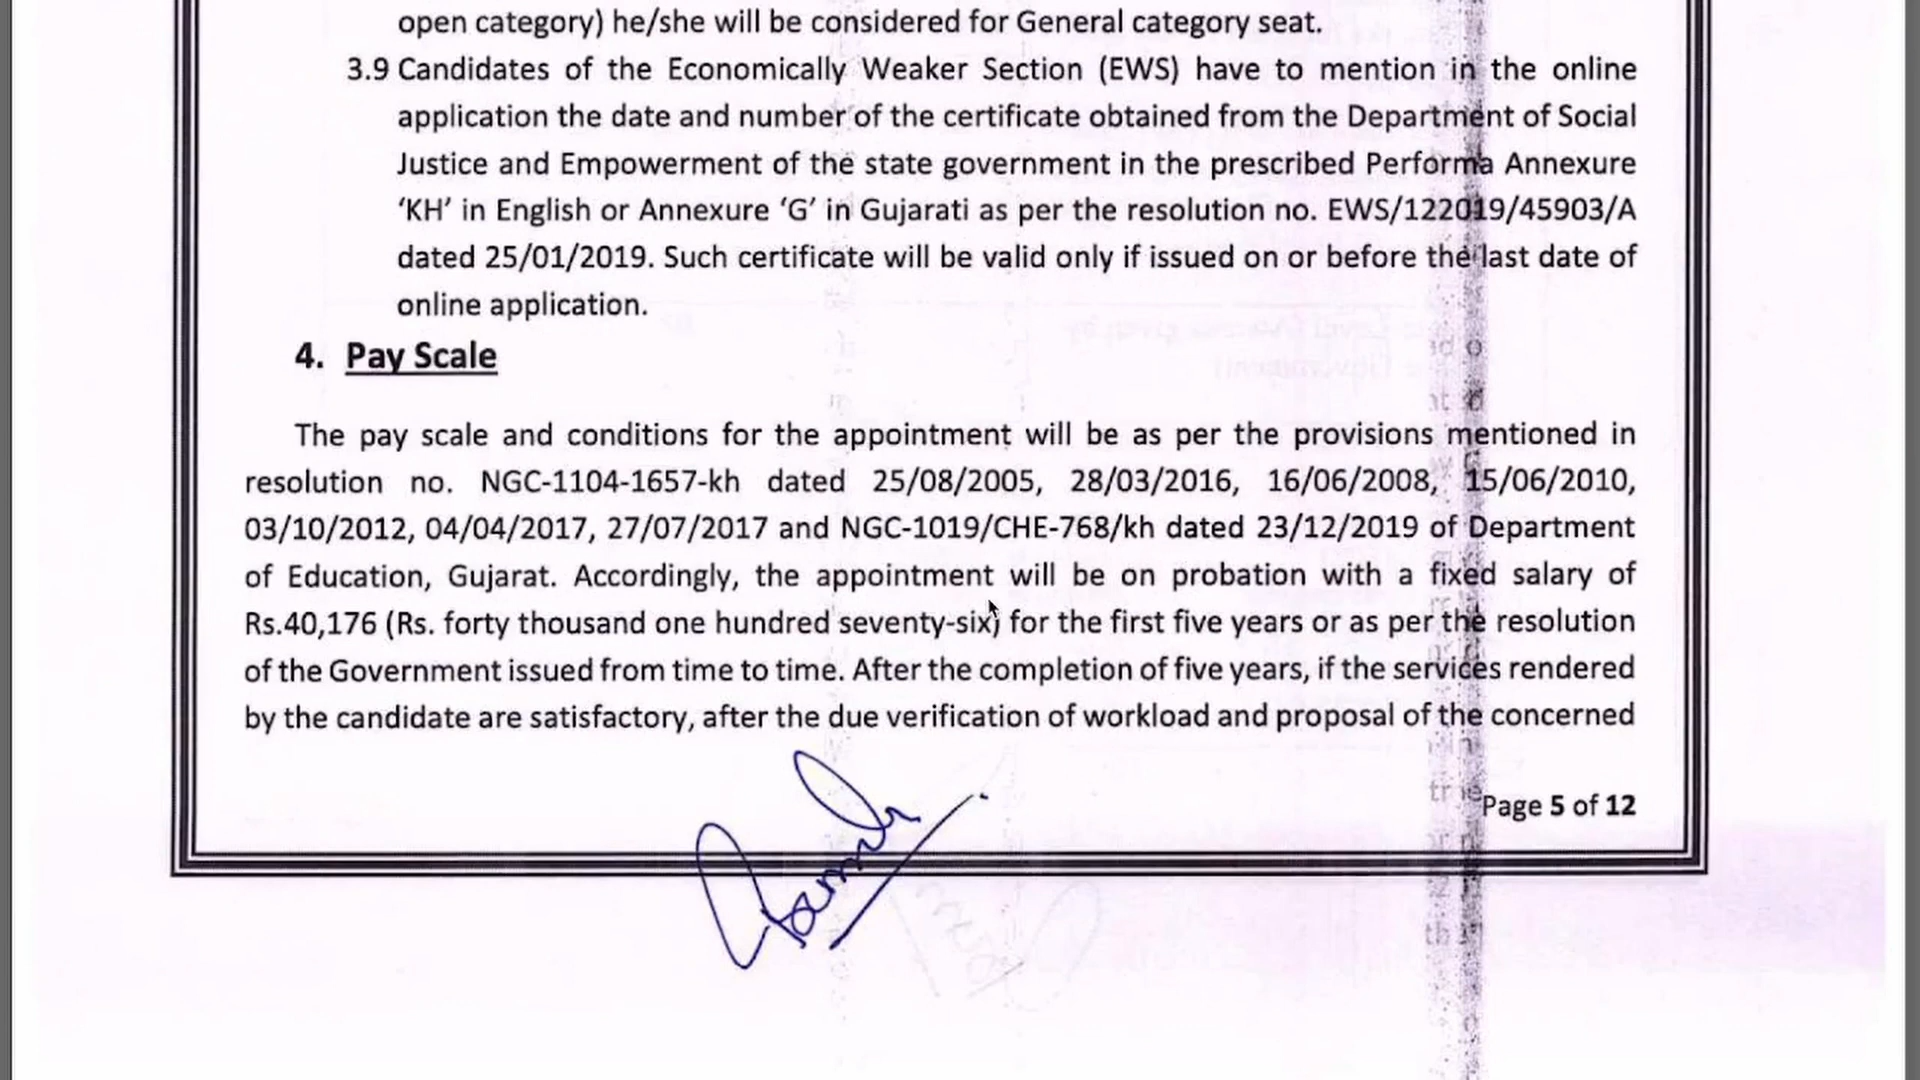 open category) he/she will be considered for General category seat.
3.9 Candidates of the Economically Weaker Section (EWS) have to mention in the online
application the date and number of the certificate obtained from the Department of Social
Justice and Empowerment of the state government in the prescribed Performa Annexure
‘KH’ in English or Annexure ‘G’ in Gujarati as per the resolution no. EWS/122019/45903/A
dated 25/01/2019. Such certificate will be valid only if issued on or before the last date of
online application.
4. Pay Scale
The pay scale and conditions for the appointment will be as per the provisions mentioned in
resolution no. NGC-1104-1657-kh dated 25/08/2005, 28/03/2016, 16/06/2008, 15/06/2010,
03/10/2012, 04/04/2017, 27/07/2017 and NGC-1019/CHE-768/kh dated 23/12/2019 of Department
of Education, Gujarat. Accordingly, the appointment will be on probation with a fixed salary of
Rs.40,176 (Rs. forty thousand one hundred seventy-six) for the first five years or as per the resolution
of the Government issued from time to time. After the completion of five years, if the services rendered
by the candidate are satisfactory, after the due verification of workload and proposal of the concerned
Page 5 of 12